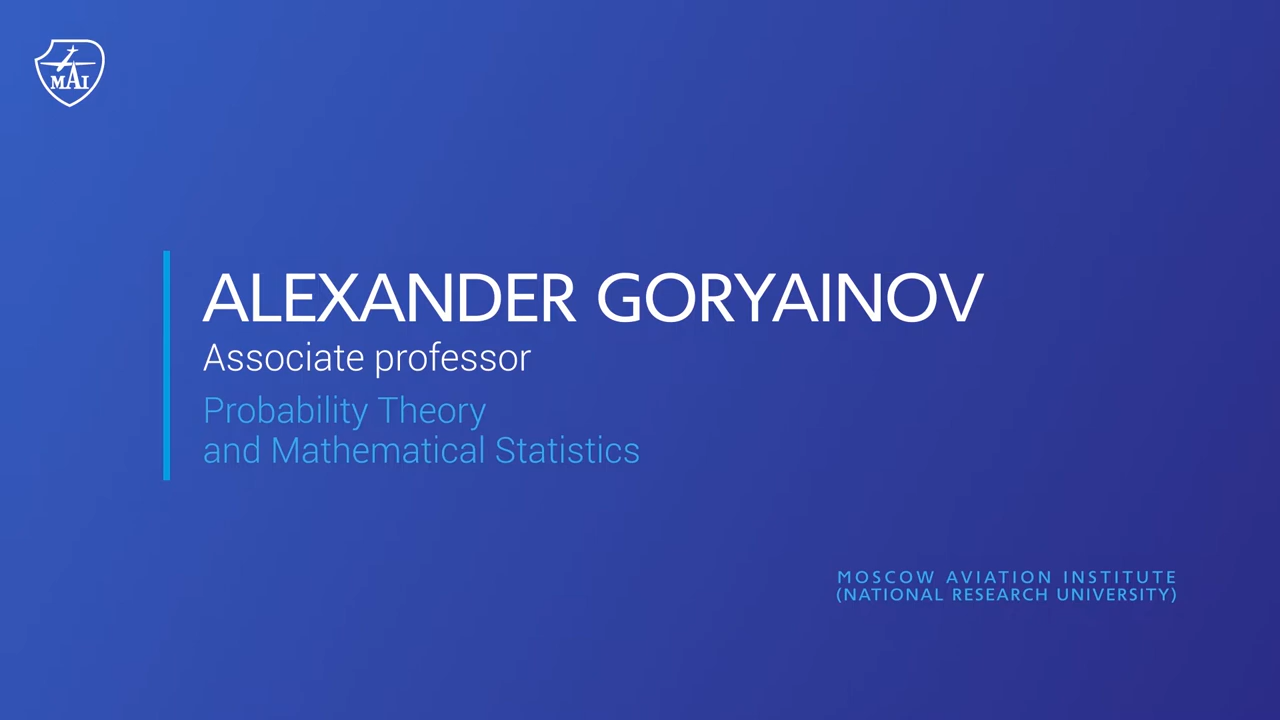 MAI
ALEXANDER GORYAINOV
Associate professor
Probability Theory
and Mathematical Statistics
MOSCOW AVIATION INSTITUTE
(NATIONAL RESEARCH UNIVERSITY)